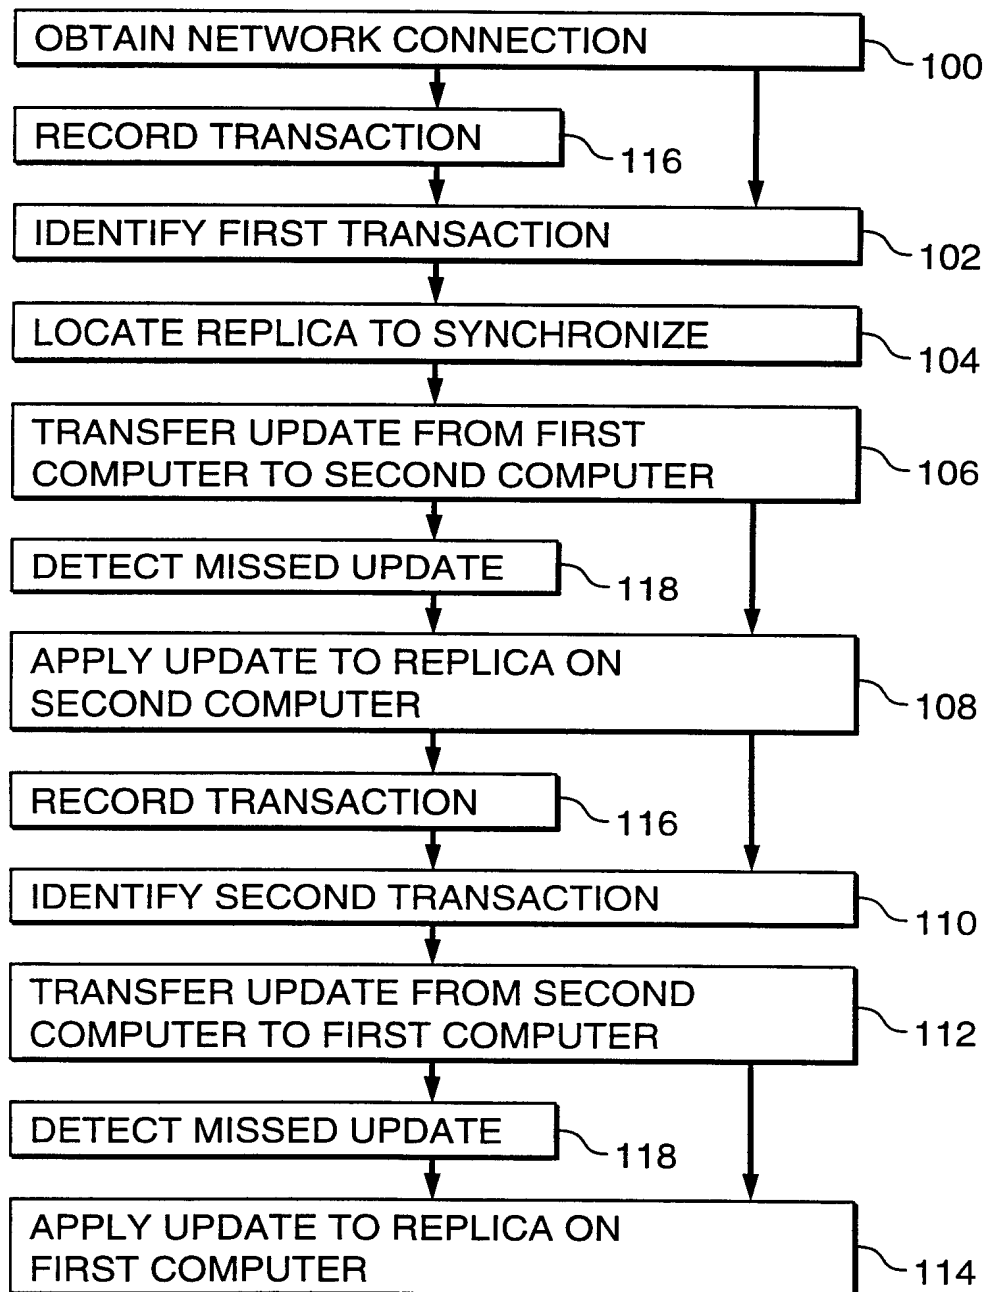 OBTAIN NETWORK CONNECTION
100
RECORD TRANSACTION
116
IDENTIFY FIRST TRANSACTION
102
LOCATE REPLICA TO SYNCHRONIZE
104
TRANSFER UPDATE FROM FIRST
COMPUTER TO SECOND COMPUTER
106
DETECT MISSED UPDATE
118
APPLY UPDATE TO REPLICA ON
SECOND COMPUTER
108
RECORD TRANSACTION
116
IDENTIFY SECOND TRANSACTION
110
TRANSFER UPDATE FROM SECOND
COMPUTER TO FIRST COMPUTER
112
DETECT MISSED UPDATE
118
APPLY UPDATE TO REPLICA ON
FIRST COMPUTER
114